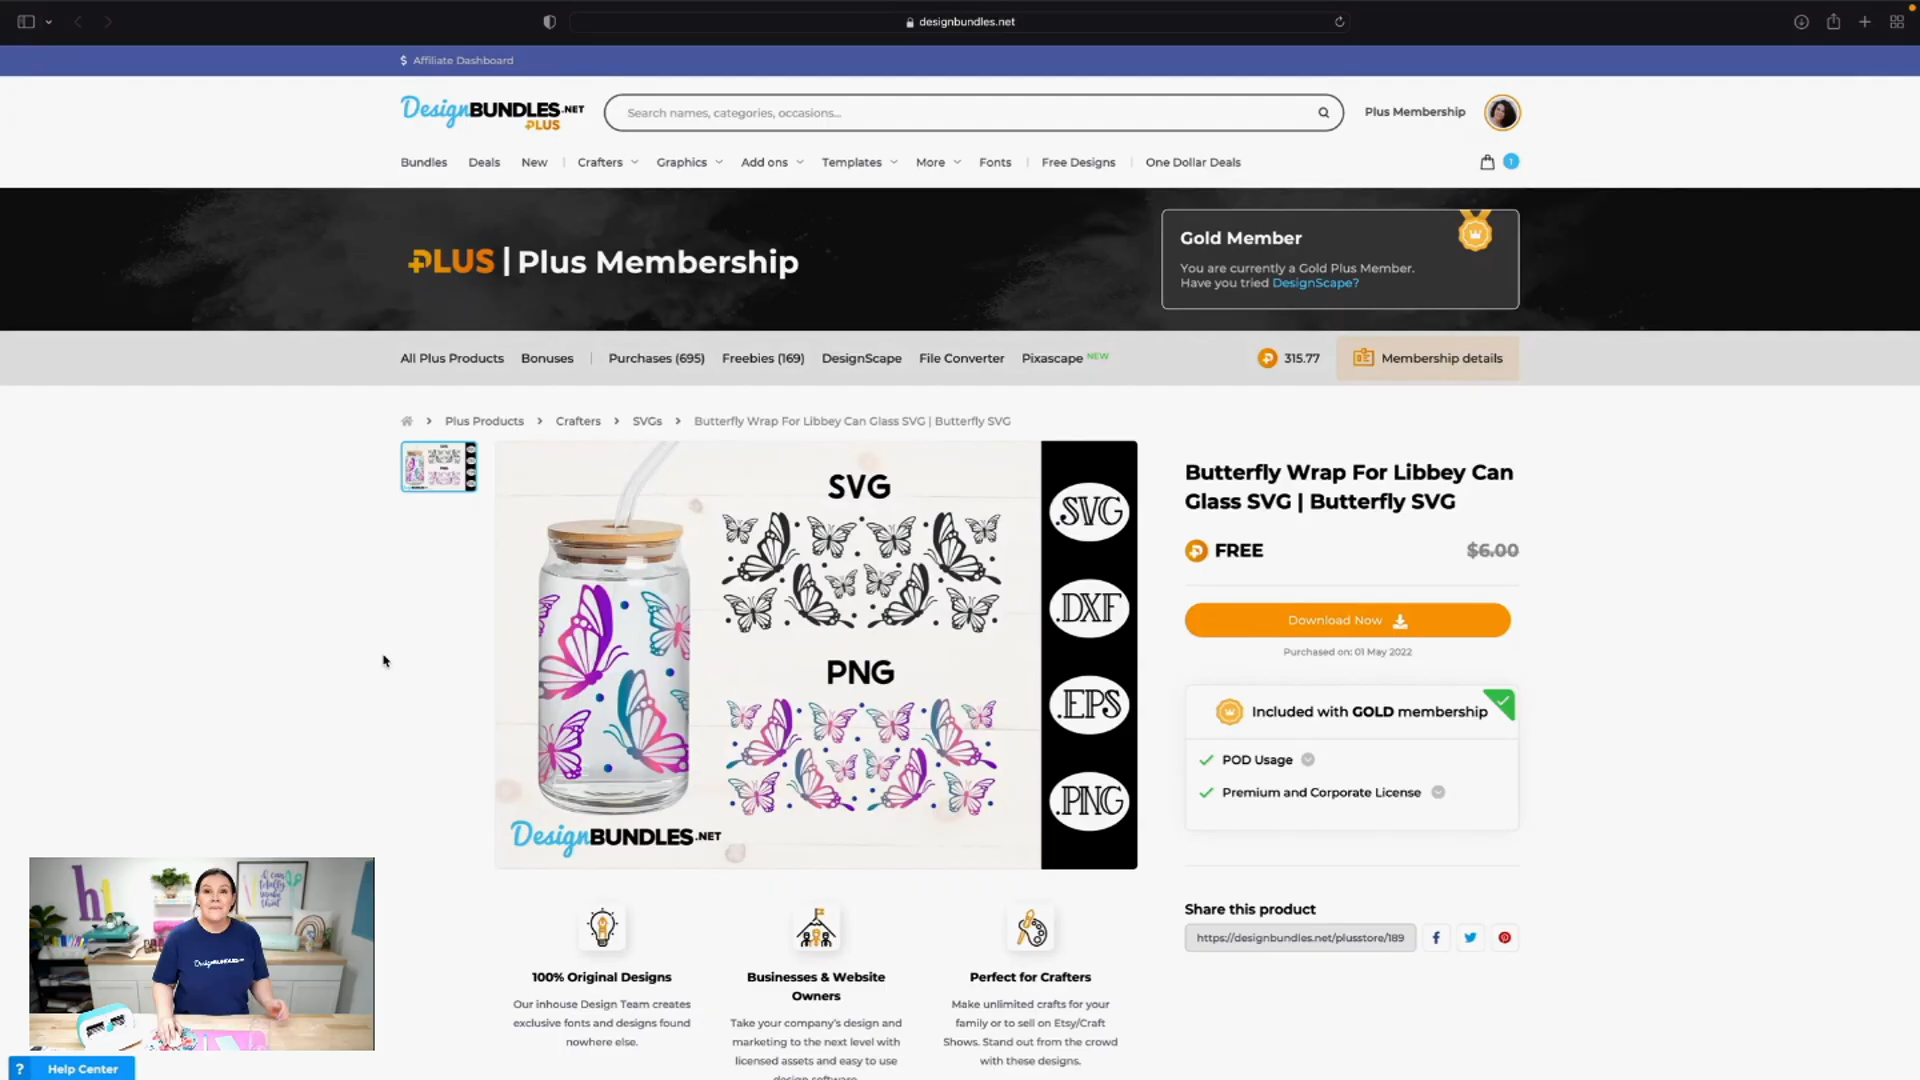 designbundles.net
$ Affiliate Dashboard
DesignBUNDLES.NET
PLUS
Search names, categories, occasions...
Plus Membership
Bundles Deals New Crafters Graphics Add ons Templates More Fonts Free Designs One Dollar Deals
1
PLUS | Plus Membership
Gold Member
You are currently a Gold Plus Member.
Have you tried DesignScape?
All Plus Products Bonuses Purchases (695) Freebies (169) DesignScape File Converter Pixascape NEW
315.77
Membership details
Plus Products > Crafters > SVGs > Butterfly Wrap For Libbey Can Glass SVG | Butterfly SVG
SVG
PNG
.SVG
.DXF
.EPS
.PNG
DesignBUNDLES.NET
Butterfly Wrap For Libbey Can
Glass SVG | Butterfly SVG
FREE
$6.00
Download Now
Purchased on: 01 May 2022
Included with GOLD membership
POD Usage
Premium and Corporate License
Share this product
https://designbundles.net/plusstore/189
100% Original Designs
Our inhouse Design Team creates
exclusive fonts and designs found
nowhere else.
Businesses & Website
Owners
Take your company's design and
marketing to the next level with
licensed assets and easy to use
design software.
Perfect for Crafters
Make unlimited crafts for your
family or to sell on Etsy/Craft
Shows. Stand out from the crowd
with these designs.
i can
totally
make
that
DesignBUNDLES
? Help Center